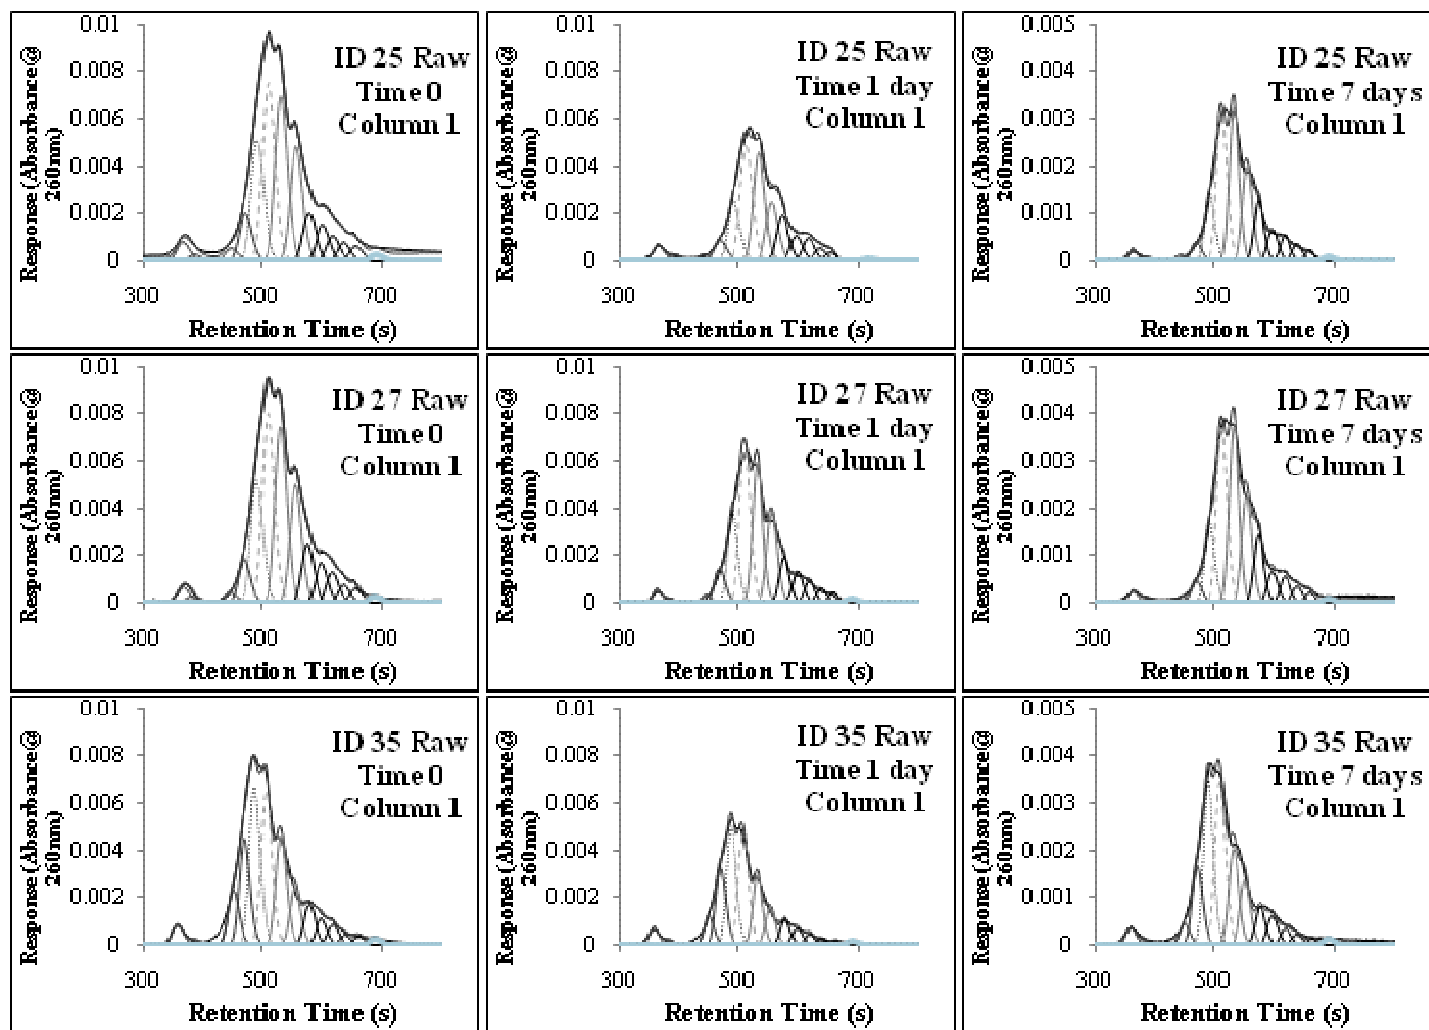 0.01
0.008
0.006
0.004
0.002
0
Response (Absorbance @
260nm)
ID 25 Raw
Time 0
Column 1
300 500 700
Retention Time (s)
0.01
0.008
0.006
0.004
0.002
0
Response (Absorbance @
260nm)
ID 25 Raw
Time 1 day
Column 1
300 500 700
Retention Time (s)
0.005
0.004
0.003
0.002
0.001
0
Response (Absorbance @
260nm)
ID 25 Raw
Time 7 days
Column 1
300 500 700
Retention Time (s)
0.01
0.008
0.006
0.004
0.002
0
Response (Absorbance @
260nm)
ID 27 Raw
Time 0
Column 1
300 500 700
Retention Time (s)
0.01
0.008
0.006
0.004
0.002
0
Response (Absorbance @
260nm)
ID 27 Raw
Time 1 day
Column 1
300 500 700
Retention Time (s)
0.005
0.004
0.003
0.002
0.001
0
Response (Absorbance @
260nm)
ID 27 Raw
Time 7 days
Column 1
300 500 700
Retention Time (s)
0.01
0.008
0.006
0.004
0.002
0
Response (Absorbance @
260nm)
ID 35 Raw
Time 0
Column 1
300 500 700
Retention Time (s)
0.01
0.008
0.006
0.004
0.002
0
Response (Absorbance @
260nm)
ID 35 Raw
Time 1 day
Column 1
300 500 700
Retention Time (s)
0.005
0.004
0.003
0.002
0.001
0
Response (Absorbance @
260nm)
ID 35 Raw
Time 7 days
Column 1
300 500 700
Retention Time (s)